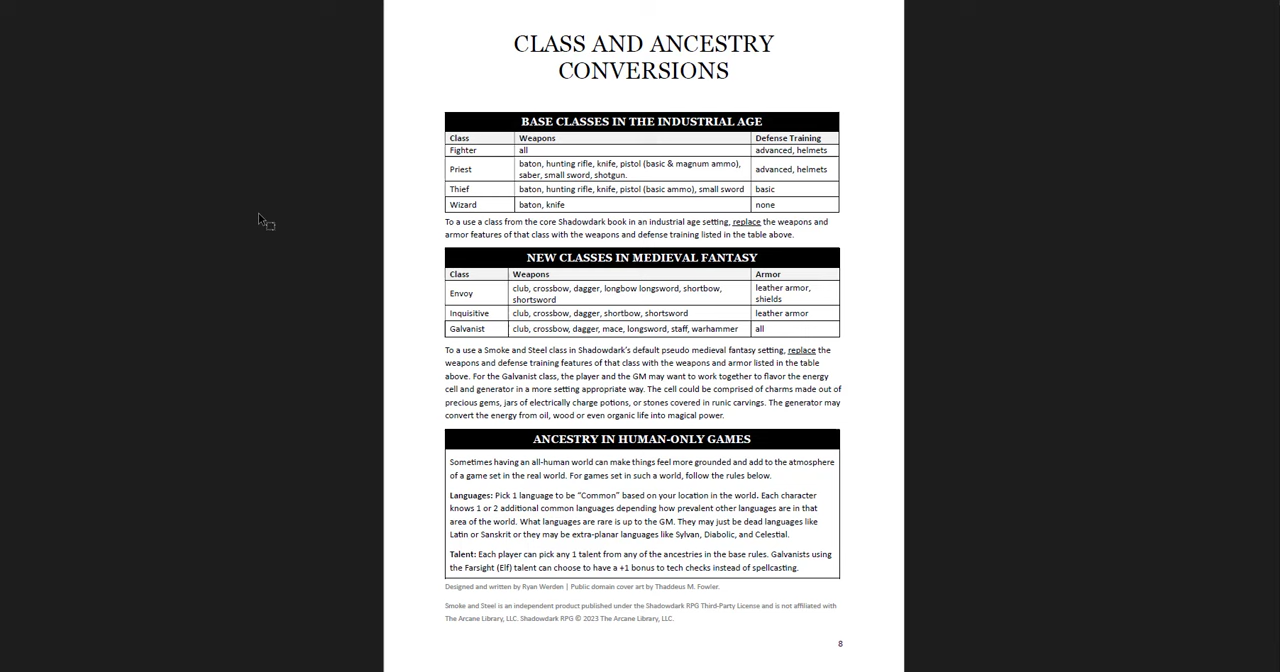 CLASS AND ANCESTRY
CONVERSIONS
BASE CLASSES IN THE INDUSTRIAL AGE
Class Weapons Defense Training
Fighter all advanced, helmets
Priest baton, hunting rifle, knife, pistol (basic & magnum ammo), saber, small sword, shotgun. advanced, helmets
Thief baton, hunting rifle, knife, pistol (basic ammo), small sword basic
Wizard baton, knife none
To a use a class from the core Shadowdark book in an industrial age setting, replace the weapons and
armor features of that class with the weapons and defense training listed in the table above.
NEW CLASSES IN MEDIEVAL FANTASY
Class Weapons Armor
Envoy club, crossbow, dagger, longbow longsword, shortbow, shortsword leather armor, shields
Inquisitive club, crossbow, dagger, shortbow, shortsword leather armor
Galvanist club, crossbow, dagger, mace, longsword, staff, warhammer all
To a use a Smoke and Steel class in Shadowdark's default pseudo medieval fantasy setting, replace the
weapons and defense training features of that class with the weapons and armor listed in the table
above. For the Galvanist class, the player and the GM may want to work together to flavor the energy
cell and generator in a more setting appropriate way. The cell could be comprised of charms made out of
precious gems, jars of electrically charge potions, or stones covered in runic carvings. The generator may
convert the energy from oil, wood or even organic life into magical power.
ANCESTRY IN HUMAN-ONLY GAMES
Sometimes having an all-human world can make things feel more grounded and add to the atmosphere
of a game set in the real world. For games set in such a world, follow the rules below.
Languages: Pick 1 language to be “Common” based on your location in the world. Each character
knows 1 or 2 additional common languages depending how prevalent other languages are in that
area of the world. What languages are rare is up to the GM. They may just be dead languages like
Latin or Sanskrit or they may be extra-planar languages like Sylvan, Diabolic, and Celestial.
Talent: Each player can pick any 1 talent from any of the ancestries in the base rules. Galvanists using
the Farsight (Elf) talent can choose to have a +1 bonus to tech checks instead of spellcasting.
Designed and written by Ryan Werden | Public domain cover art by Thaddeus M. Fowler.
Smoke and Steel is an independent product published under the Shadowdark RPG Third-Party License and is not affiliated with
The Arcane Library, LLC. Shadowdark RPG © 2023 The Arcane Library, LLC.
8